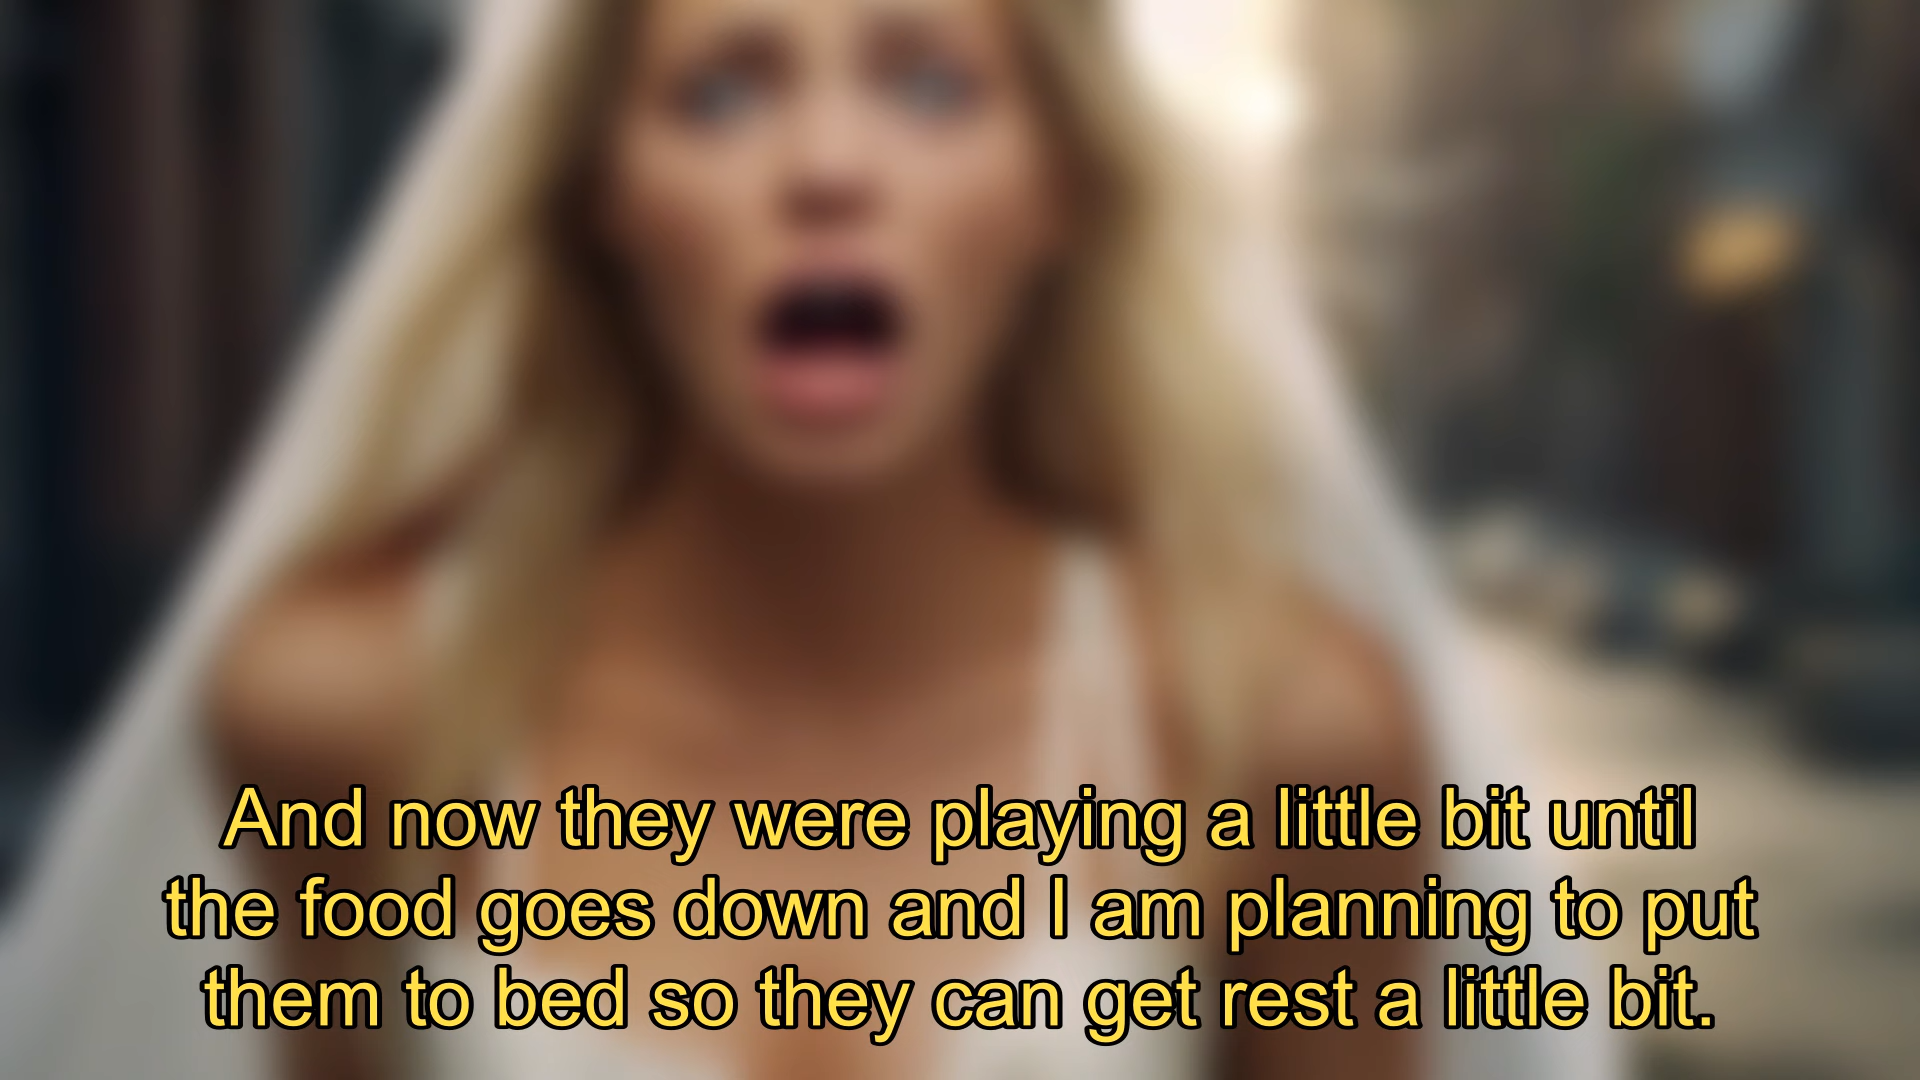 And now they were playing a little bit until
the food goes down and I am planning to put
them to bed so they can get rest a little bit.